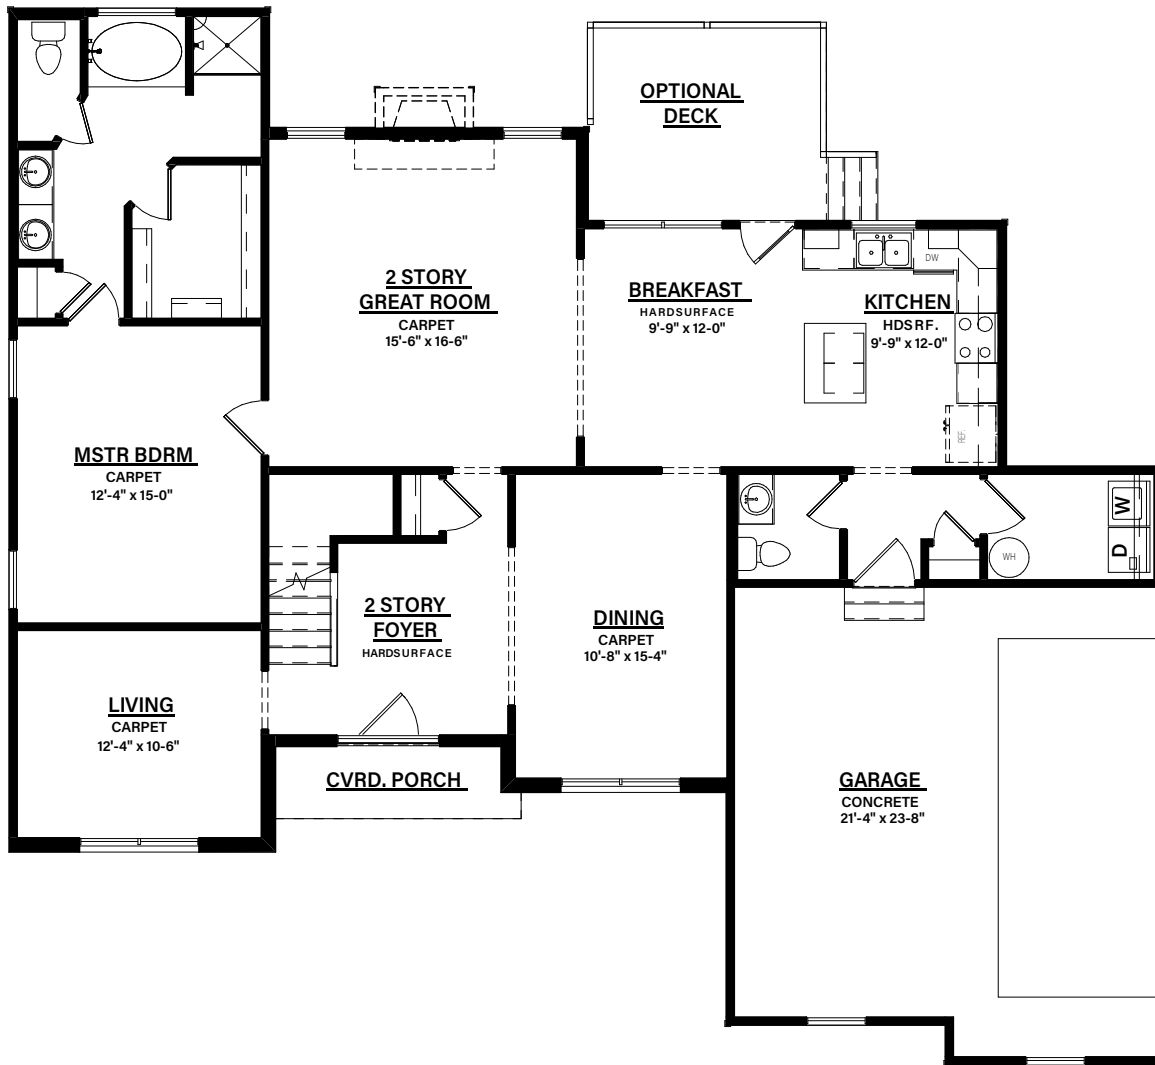 OPTIONAL
DECK
2 STORY
GREAT ROOM
CARPET
15'-6" x 16-6"
BREAKFAST
HARDSURFACE
9'-9" x 12-0"
DW
KITCHEN
HDSRF.
9'-9" x 12-0"
REF.
MSTR BDRM
CARPET
12'-4" x 15-0"
W
D
WH
2 STORY
FOYER
HARDSURFACE
DINING
CARPET
10'-8" x 15-4"
LIVING
CARPET
12'-4" x 10-6"
CVRD. PORCH
GARAGE
CONCRETE
21'-4" x 23-8"